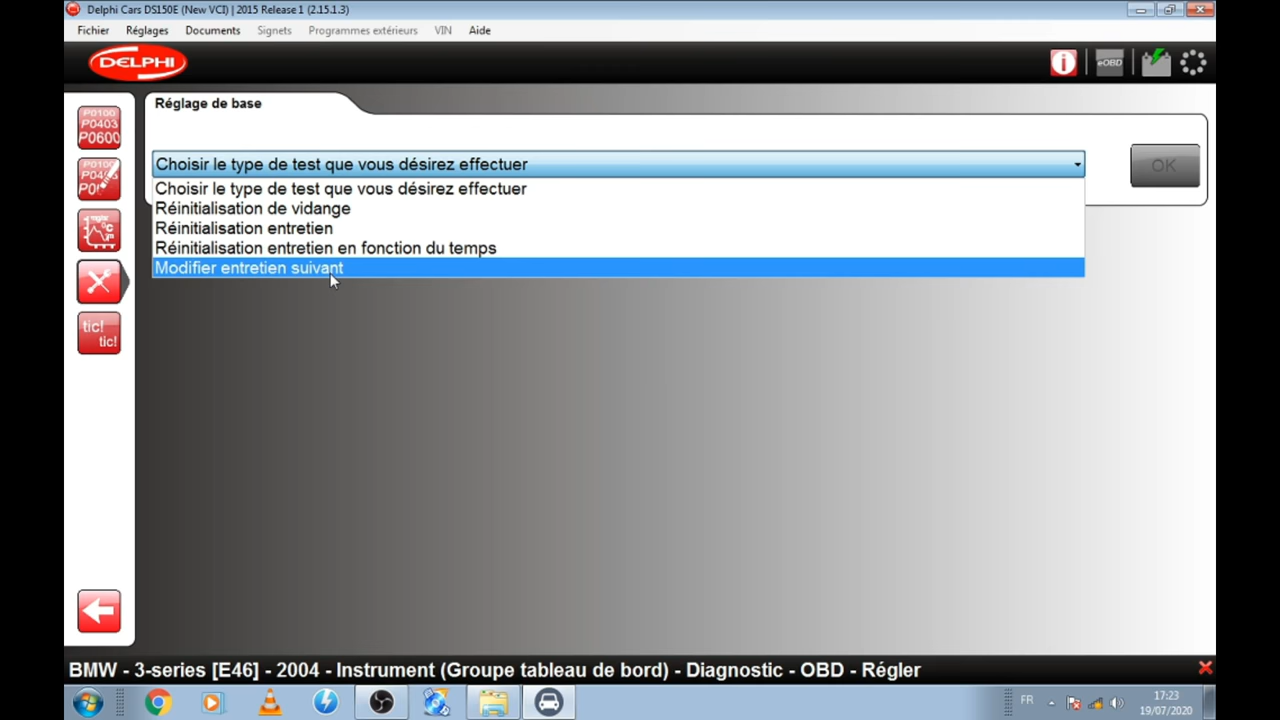 Delphi Cars DS150E (New VCI) | 2015 Release 1 (2.15.1.3)
Fichier Réglages Documents Signets Programmes extérieurs VIN Aide
DELPHI
i eOBD
Réglage de base
P0100
P0403
P0600
Choisir le type de test que vous désirez effectuer
OK
Choisir le type de test que vous désirez effectuer
P0100
Réinitialisation de vidange
Réinitialisation entretien
Réinitialisation entretien en fonction du temps
Modifier entretien suivant
tic!
tic!
BMW - 3-series [E46] - 2004 - Instrument (Groupe tableau de bord) - Diagnostic - OBD - Régler
FR
17:23
19/07/2020